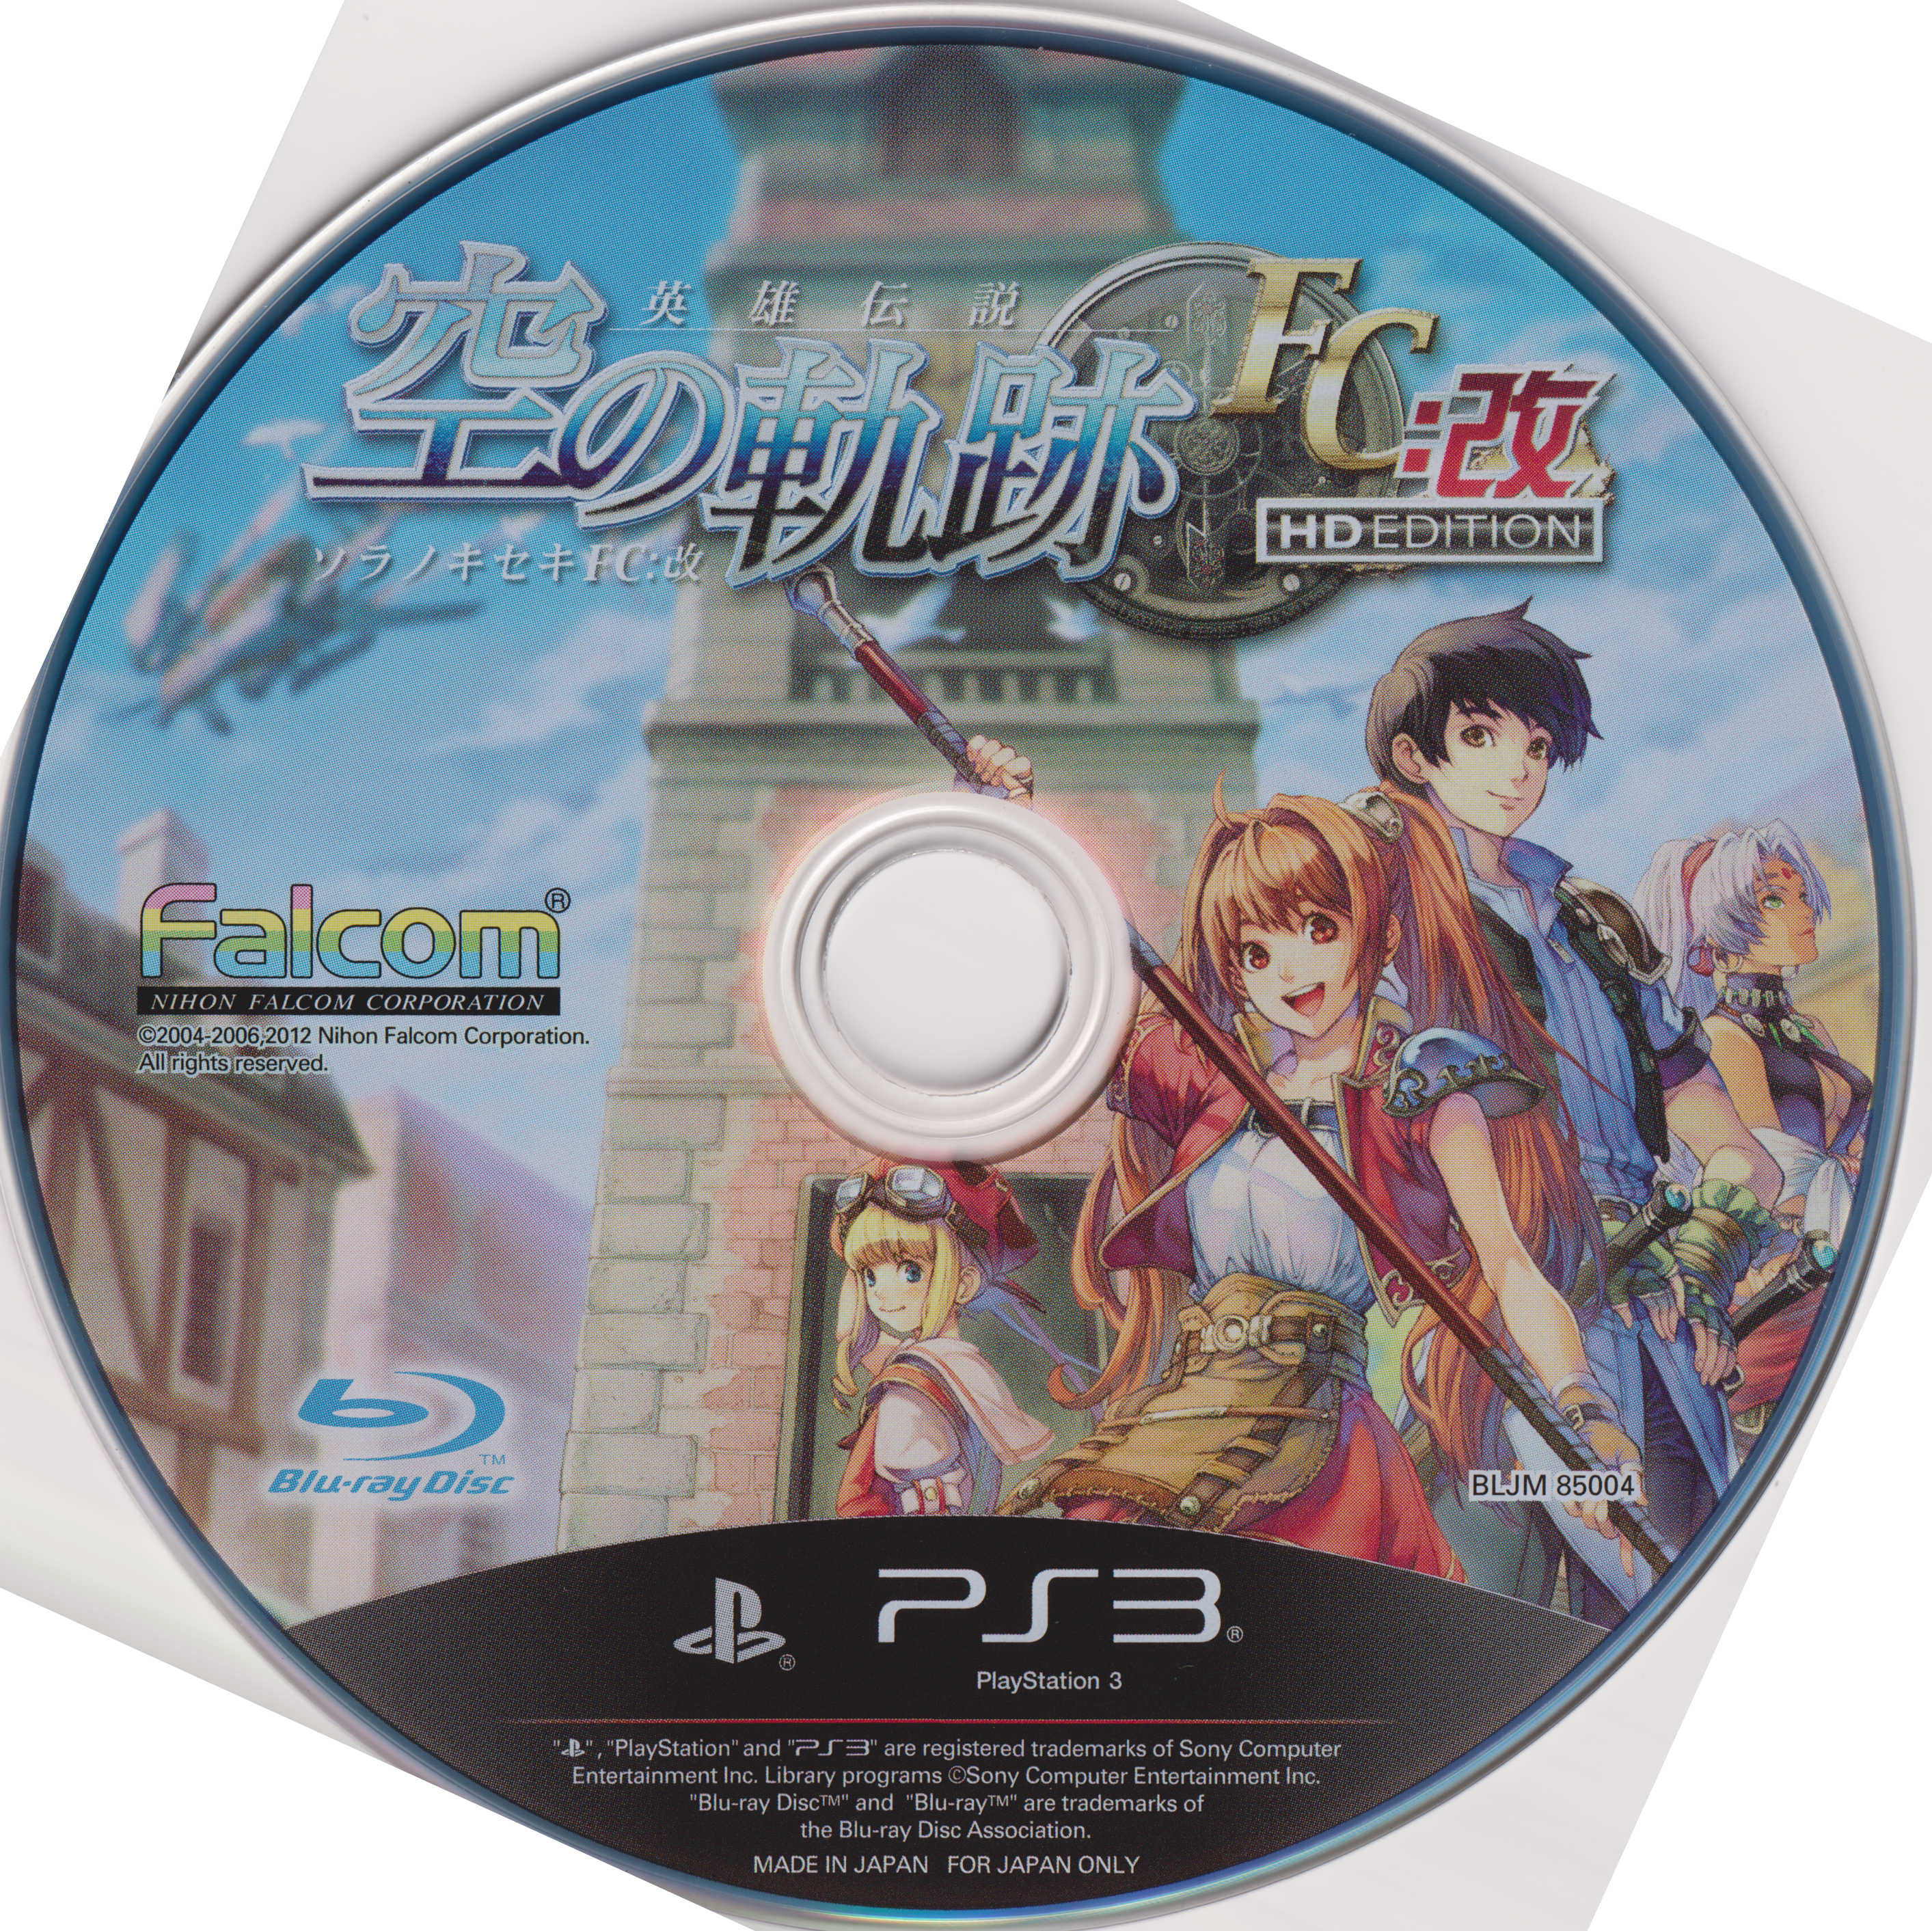 英雄伝説
空の軌跡 FC:改
HD EDITION
ソラノキセキFC:改
Falcom®
NIHON FALCOM CORPORATION
©2004-2006,2012 Nihon Falcom Corporation.
All rights reserved.
TM
Blu-ray Disc
BLJM 85004
PS3®
®
PlayStation 3
" ", "PlayStation" and "PS3" are registered trademarks of Sony Computer
Entertainment Inc. Library programs ©Sony Computer Entertainment Inc.
"Blu-ray Disc™" and "Blu-ray™" are trademarks of
the Blu-ray Disc Association.
MADE IN JAPAN FOR JAPAN ONLY